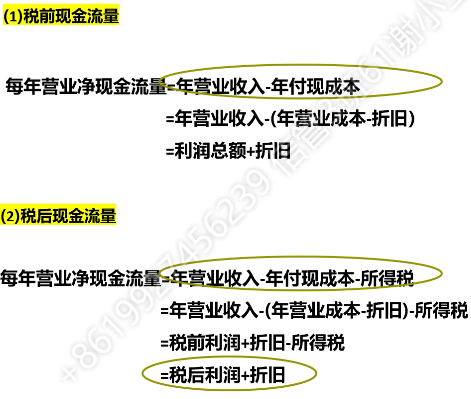 (1)税前现金流量
每年营业净现金流量=年营业收入-年付现成本
=年营业收入-(年营业成本-折旧)
=利润总额+折旧
(2)税后现金流量
每年营业净现金流量=年营业收入-年付现成本-所得税
=年营业收入-(年营业成本-折旧)-所得税
=税前利润+折旧-所得税
=税后利润+折旧